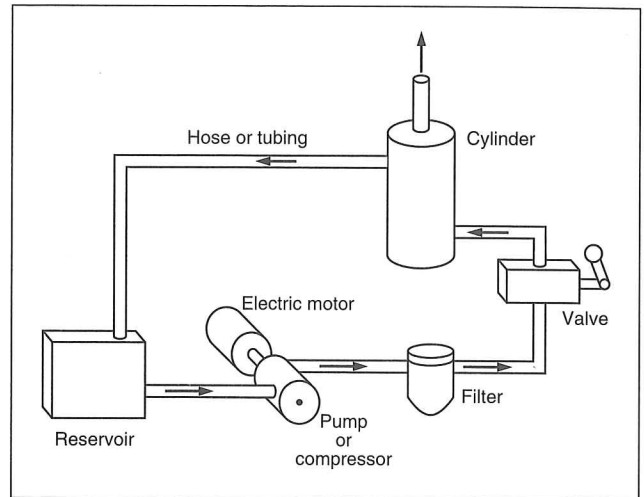 Hose or tubing
Cylinder
Electric motor
Valve
Filter
Reservoir
Pump
or
compressor